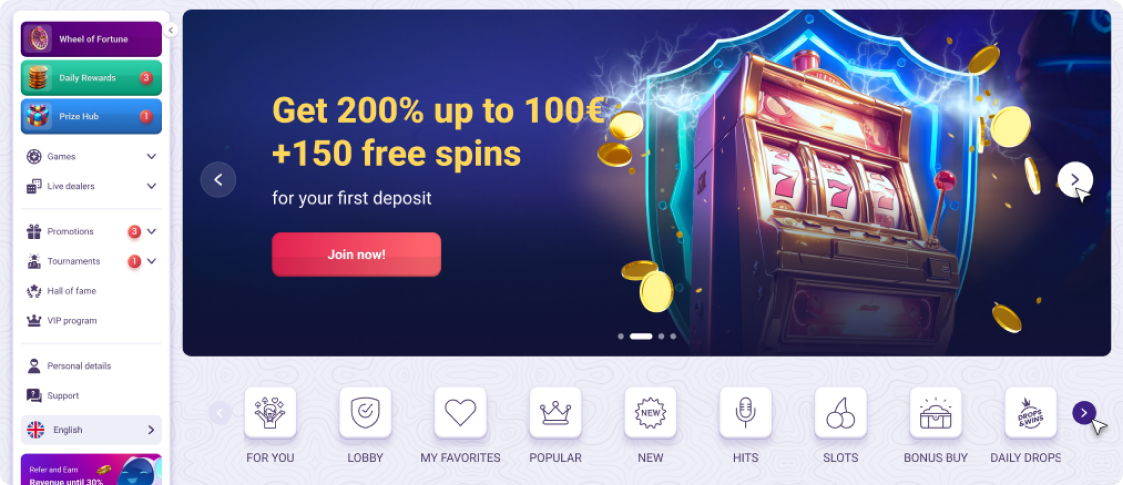 Wheel of Fortune
Daily Rewards 3
Prize Hub 1
Games
Live dealers
Promotions 3
Tournaments 1
Hall of fame
VIP program
Personal details
Support
English
Refer and Earn
Revenue until 30%
Get 200% up to 100€
+150 free spins
for your first deposit
Join now!
7 7 7
NEW
DROPS
&WINS
FOR YOU
LOBBY
MY FAVORITES
POPULAR
NEW
HITS
SLOTS
BONUS BUY
DAILY DROPS